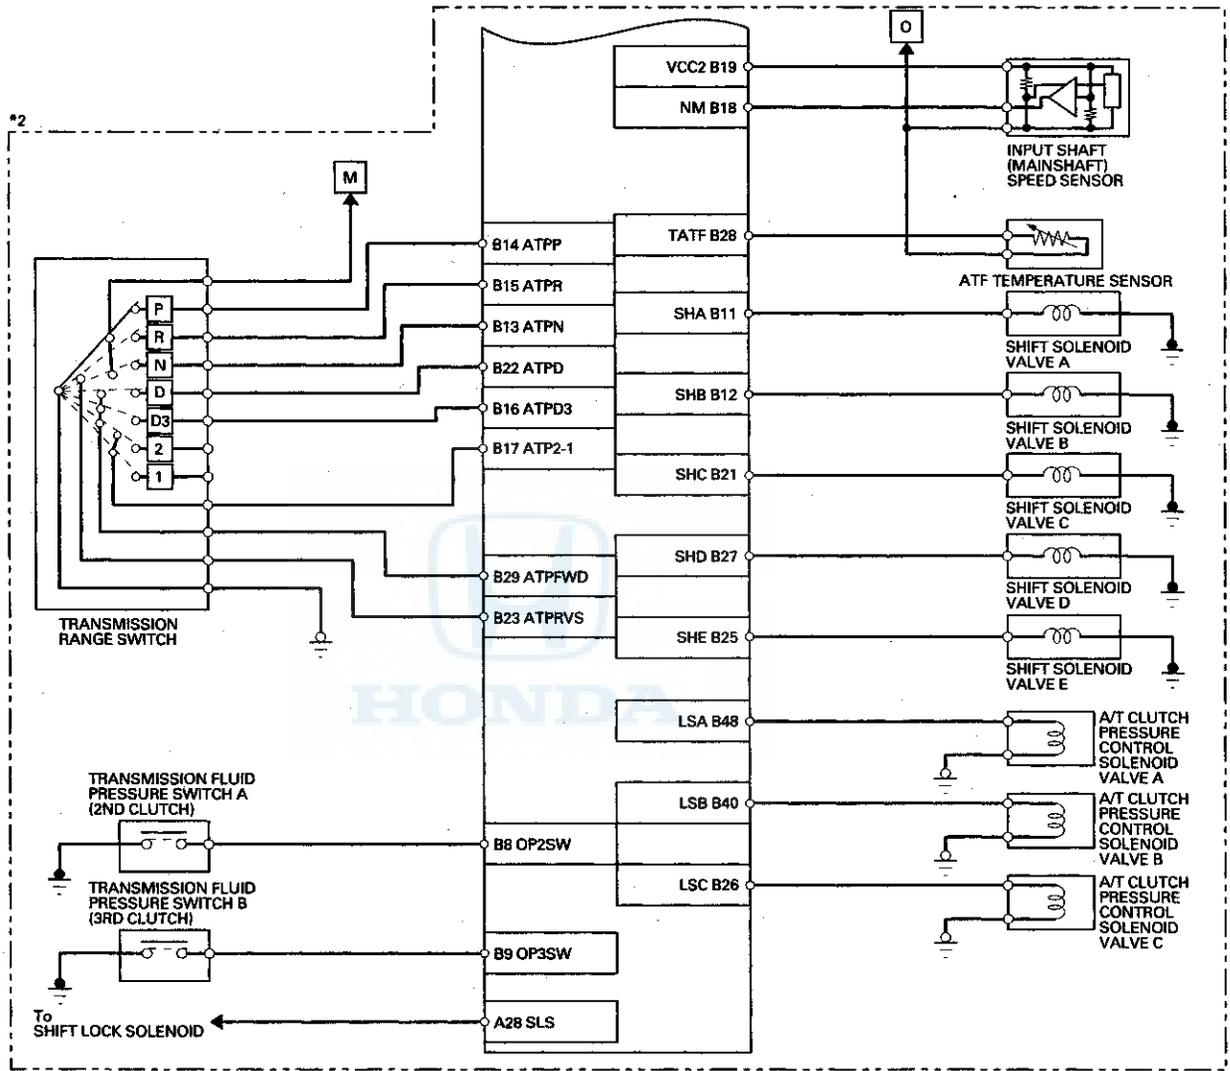 *2
O
VCC2 B19
NM B18
INPUT SHAFT
(MAINSHAFT)
SPEED SENSOR
M
B14 ATPP
TATF B28
ATF TEMPERATURE SENSOR
B15 ATPR
P
SHA B11
SHIFT SOLENOID
VALVE A
B13 ATPN
R
N
B22 ATPD
D
SHB B12
SHIFT SOLENOID
VALVE B
B16 ATPD3
D3
B17 ATP2-1
2
1
SHC B21
SHIFT SOLENOID
VALVE C
SHD B27
SHIFT SOLENOID
VALVE D
B29 ATPFWD
B23 ATPRVS
TRANSMISSION
RANGE SWITCH
SHE B25
SHIFT SOLENOID
VALVE E
HONDA
LSA B48
A/T CLUTCH
PRESSURE
CONTROL
SOLENOID
VALVE A
TRANSMISSION FLUID
PRESSURE SWITCH A
(2ND CLUTCH)
LSB B40
A/T CLUTCH
PRESSURE
CONTROL
SOLENOID
VALVE B
B8 OP2SW
TRANSMISSION FLUID
PRESSURE SWITCH B
(3RD CLUTCH)
LSC B26
A/T CLUTCH
PRESSURE
CONTROL
SOLENOID
VALVE C
B9 OP3SW
To
SHIFT LOCK SOLENOID
A28 SLS